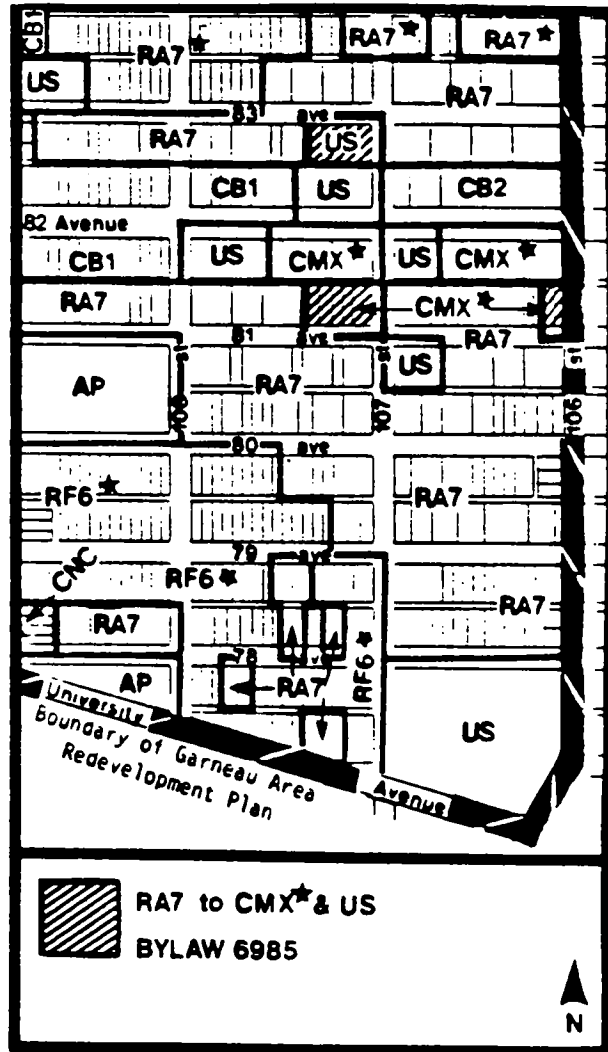 CB1
RA7★
RA7★
RA7★
US
RA7
83 ave
RA7
US
CB1
US
CB2
82 Avenue
CB1
US
CMX★
US
CMX★
RA7
CMX★
81 ave
RA7
st
st
AP
RA7
US
108
107
106
80 ave
RF6★
RA7
79 ave
CNC
RF6★
RA7
RA7
78
RF6★
AP
RA7
US
University
Avenue
Boundary of Garneau Area
Redevelopment Plan
RA7 to CMX★ & US
BYLAW 6985
N